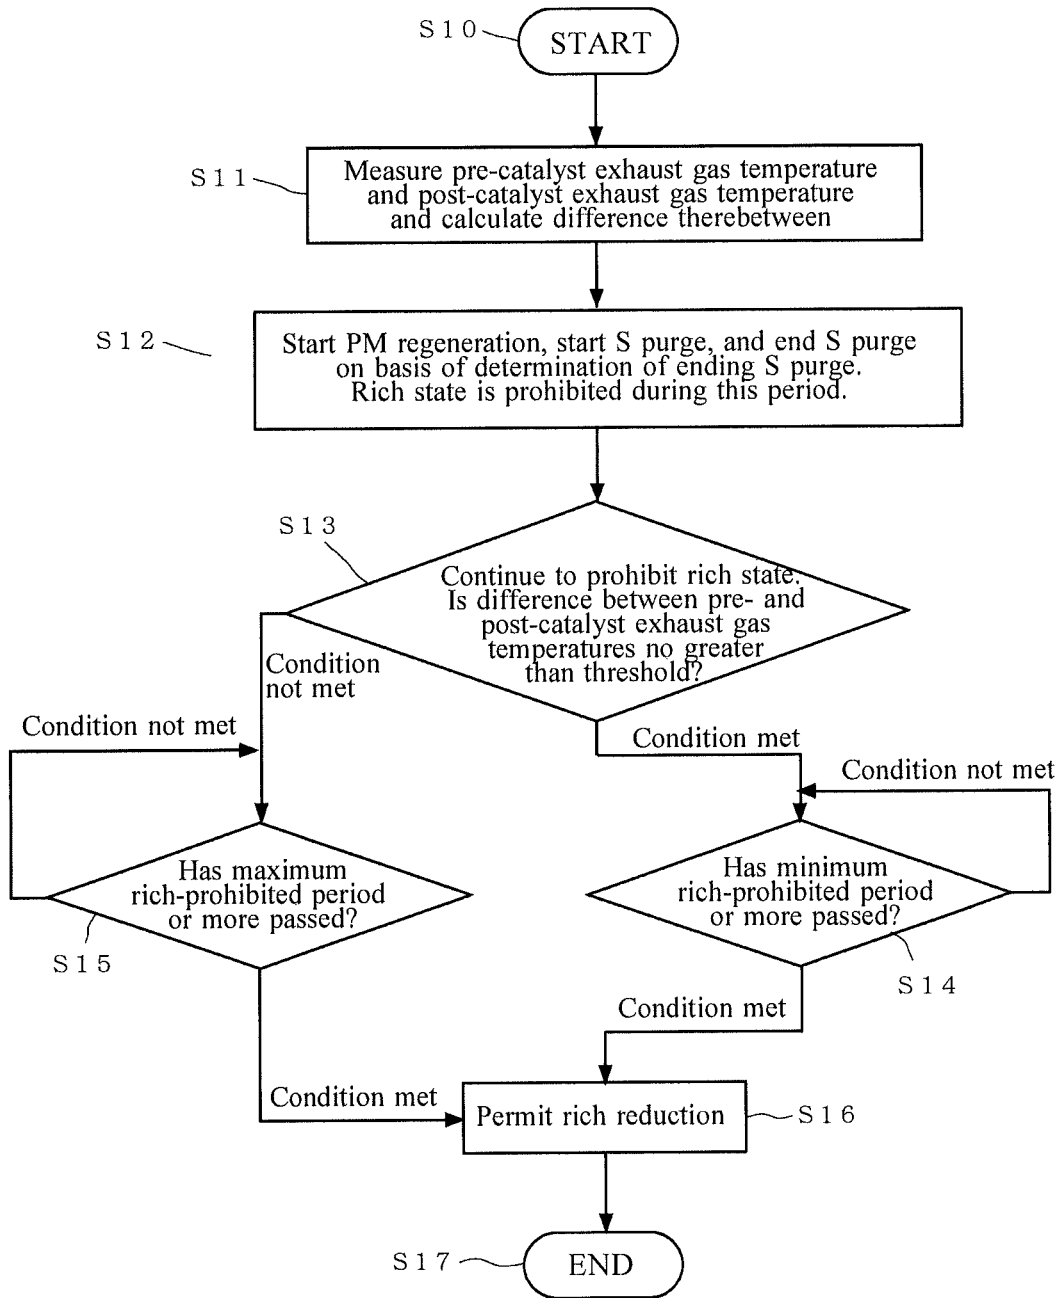 S10
START
S11
Measure pre-catalyst exhaust gas temperature
and post-catalyst exhaust gas temperature
and calculate difference therebetween
S12
Start PM regeneration, start S purge, and end S purge
on basis of determination of ending S purge.
Rich state is prohibited during this period.
S13
Continue to prohibit rich state.
Is difference between pre- and
post-catalyst exhaust gas
temperatures no greater
than threshold?
Condition
not met
Condition not met
Condition met
Condition not met
Has maximum
rich-prohibited period
or more passed?
S15
Has minimum
rich-prohibited period
or more passed?
S14
Condition met
Condition met
Permit rich reduction
S16
S17
END